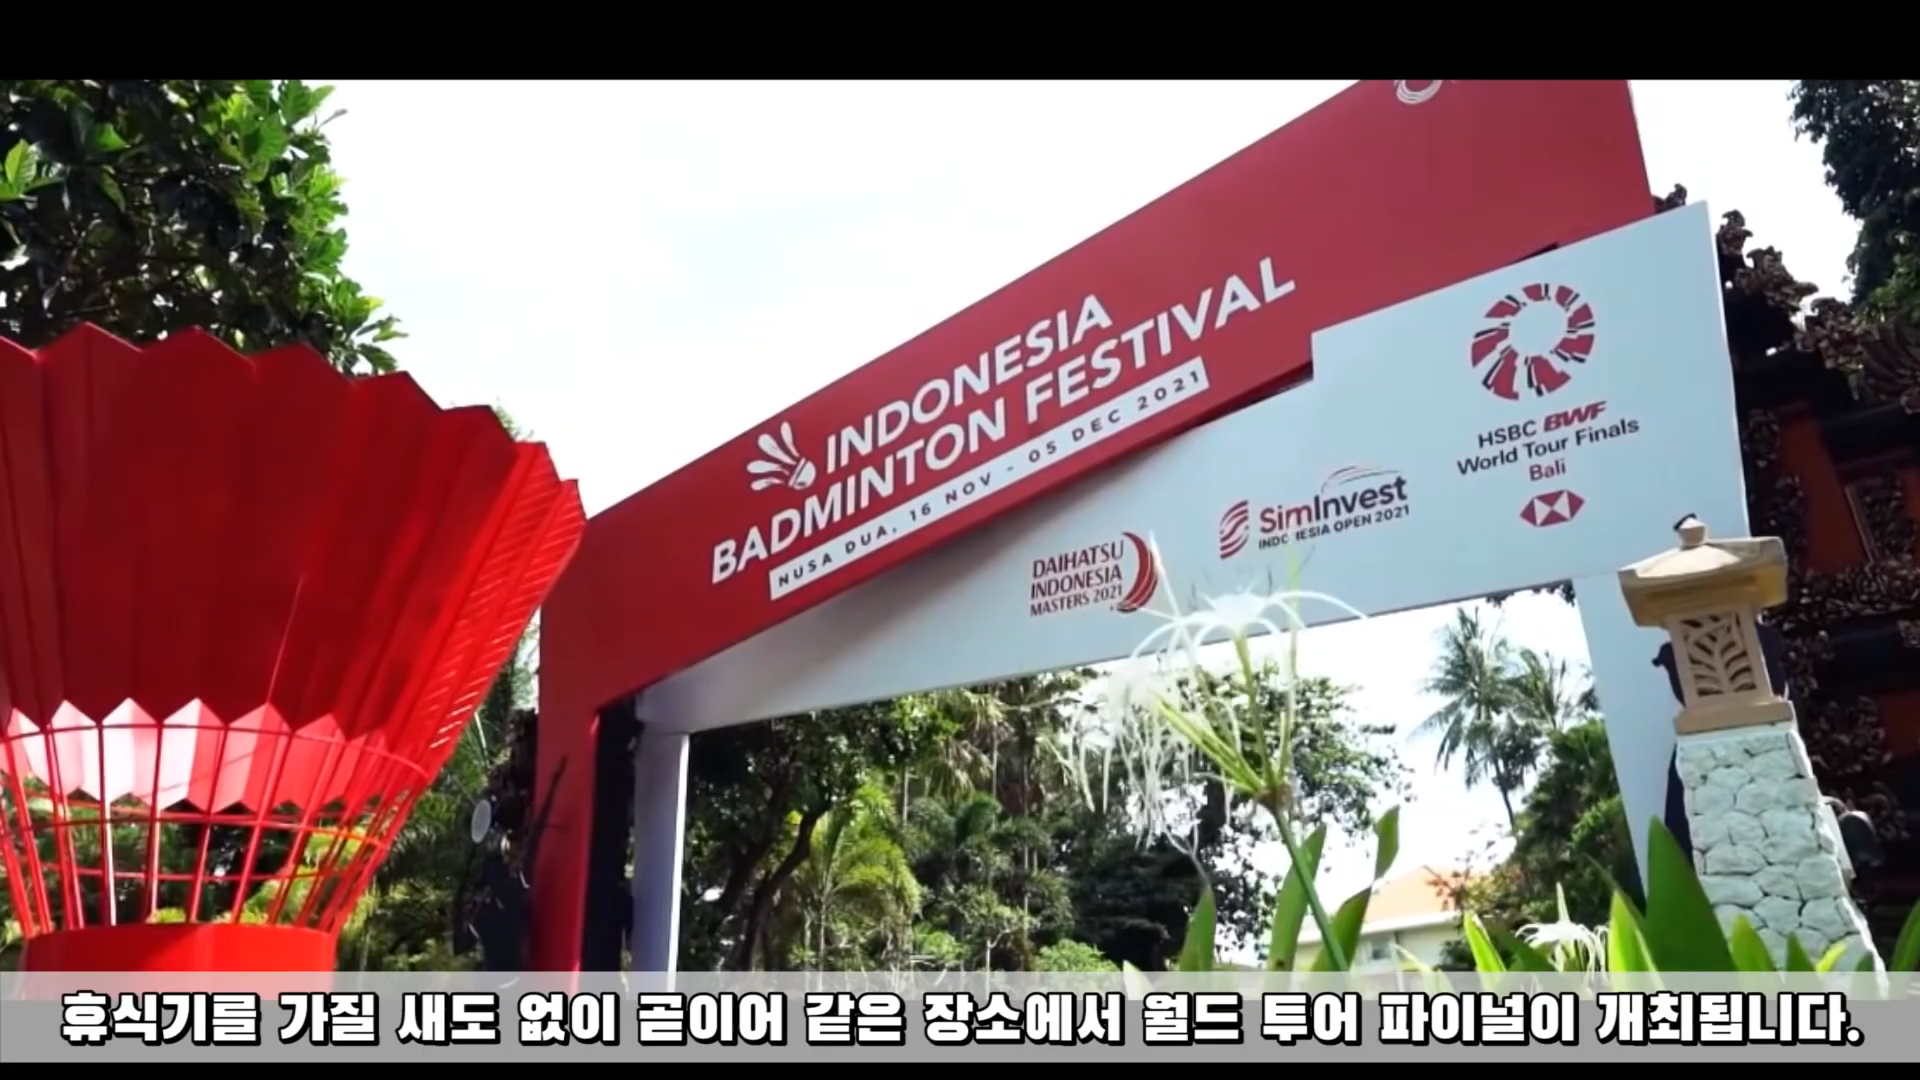 INDONESIA
BADMINTON FESTIVAL
NUSA DUA, 16 NOV - 05 DEC 2021
DAIHATSU
INDONESIA
MASTERS 2021
SimInvest
INDONESIA OPEN 2021
HSBC BWF
World Tour Finals
Bali
휴식기를 가질 새도 없이 곧이어 같은 장소에서 월드 투어 파이널이 개최됩니다.